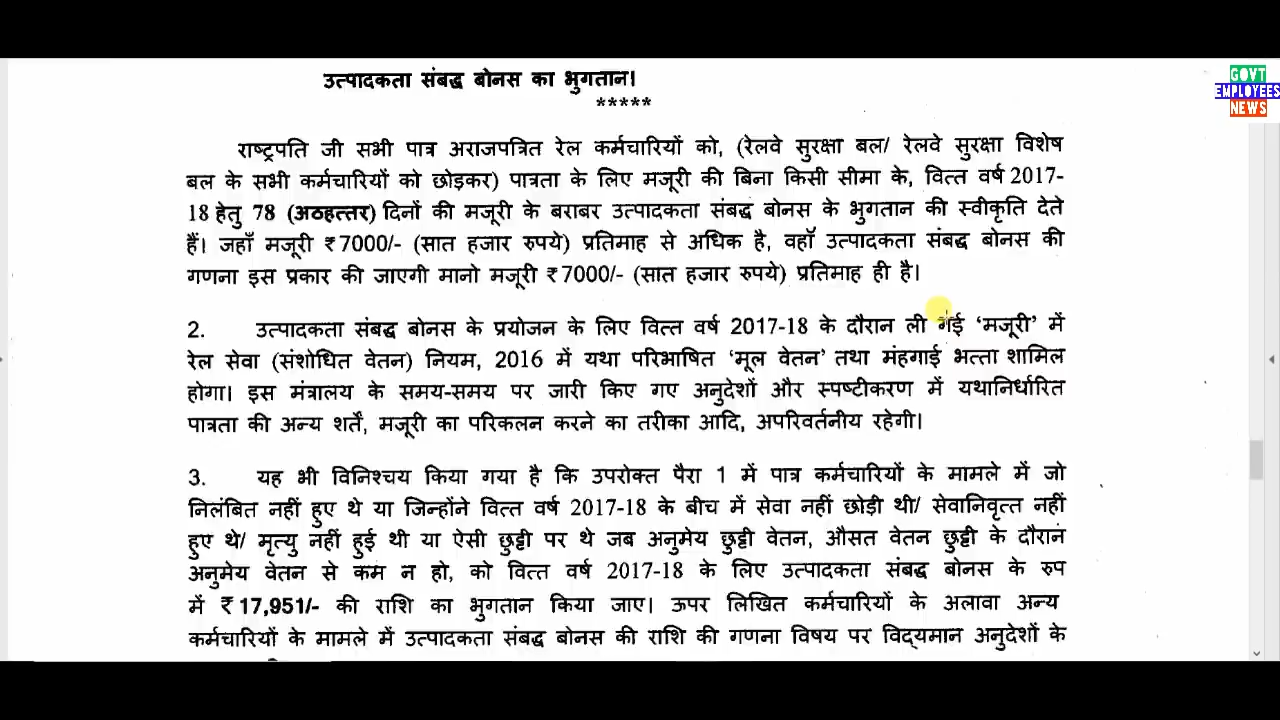 उत्पादकता संबद्ध बोनस का भुगतान।
*****
GOVT
EMPLOYEES
NEWS
राष्ट्रपति जी सभी पात्र अराजपत्रित रेल कर्मचारियों को, (रेलवे सुरक्षा बल/ रेलवे सुरक्षा विशेष
बल के सभी कर्मचारियों को छोड़कर) पात्रता के लिए मजूरी की बिना किसी सीमा के, वित्त वर्ष 2017-
18 हेतु 78 (अठहत्तर) दिनों की मजूरी के बराबर उत्पादकता संबद्ध बोनस के भुगतान की स्वीकृति देते
हैं। जहाँ मजूरी ₹7000/- (सात हजार रुपये) प्रतिमाह से अधिक है, वहाँ उत्पादकता संबद्ध बोनस की
गणना इस प्रकार की जाएगी मानो मजूरी ₹7000/- (सात हजार रुपये) प्रतिमाह ही है।
2. उत्पादकता संबद्ध बोनस के प्रयोजन के लिए वित्त वर्ष 2017-18 के दौरान ली गई ‘मजूरी’ में
रेल सेवा (संशोधित वेतन) नियम, 2016 में यथा परिभाषित ‘मूल वेतन’ तथा मंहगाई भत्ता शामिल
होगा। इस मंत्रालय के समय-समय पर जारी किए गए अनुदेशों और स्पष्टीकरण में यथानिर्धारित
पात्रता की अन्य शर्तें, मजूरी का परिकलन करने का तरीका आदि, अपरिवर्तनीय रहेगी।
3. यह भी विनिश्चय किया गया है कि उपरोक्त पैरा 1 में पात्र कर्मचारियों के मामले में जो
निलंबित नहीं हुए थे या जिन्होंने वित्त वर्ष 2017-18 के बीच में सेवा नहीं छोड़ी थी/ सेवानिवृत्त नहीं
हुए थे/ मृत्यु नहीं हुई थी या ऐसी छुट्टी पर थे जब अनुमेय छुट्टी वेतन, औसत वेतन छुट्टी के दौरान
अनुमेय वेतन से कम न हो, को वित्त वर्ष 2017-18 के लिए उत्पादकता संबद्ध बोनस के रुप
में ₹17,951/- की राशि का भुगतान किया जाए। ऊपर लिखित कर्मचारियों के अलावा अन्य
कर्मचारियों के मामले में उत्पादकता संबद्ध बोनस की राशि की गणना विषय पर विद्यमान अनुदेशों के